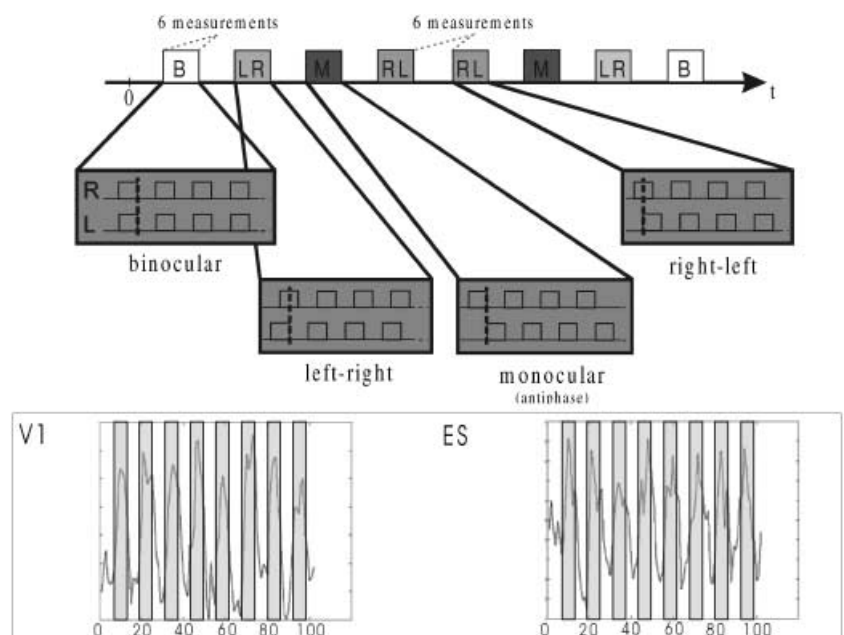 6 measurements 6 measurements
B LR M RL RL M LR B
0 t
R
L
binocular
right-left
left-right
monocular
(antiphase)
V1 ES
0 20 40 60 80 100 0 20 40 60 80 100